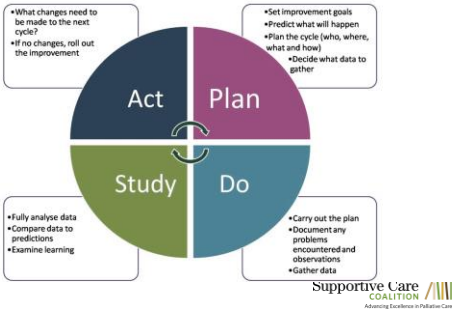 •What changes need to
be made to the next
cycle?
•If no changes, roll out
the improvement
•Set improvement goals
•Predict what will happen
•Plan the cycle (who, where,
what and how)
•Decide what data to
gather
Act
Plan
Study
Do
•Fully analyse data
•Compare data to
predictions
•Examine learning
•Carry out the plan
•Document any
problems
encountered and
observations
•Gather data
Supportive Care
COALITION
Advancing Excellence in Palliative Care